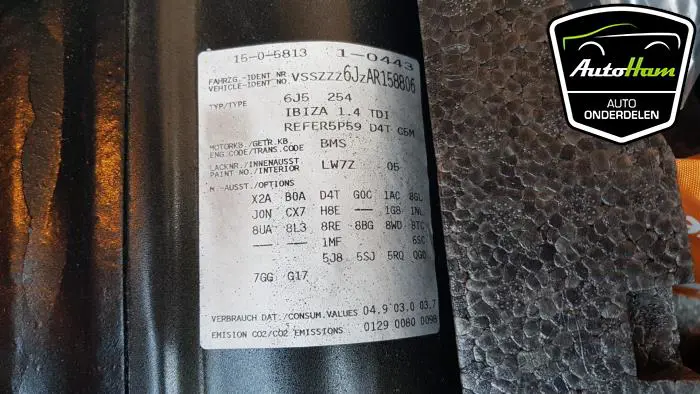 15-0-5813 1-0443
FAHRZG.-IDENT NR.
VEHICLE-IDENT NO. VSSZZZ6JZAR158806
TYP/TYPE 6J5 254
IBIZA 1.4 TDI
REFER5P59 D4T C5M
MOTORKB./GETR.KB.
ENG.CODE/TRANS.CODE BMS
LACKNR./INNENAUSST.
PAINT NO./INTERIOR LW7Z 05
M.-AUSST./OPTIONS
X2A B0A D4T G0C 1AC 8GL
J0N CX7 H8E --- 1G8 1NL
8UA 8L3 8RE 8BG 8WD 8TC
--- --- 1MF 6SC
5J8 5SJ 5RQ QG0
7GG G17
VERBRAUCH DAT./CONSUM.VALUES 04.9 03.0 03.7
EMISION CO2/CO2 EMISSIONS 0129 0080 0098
AutoHam
AUTO
ONDERDELEN